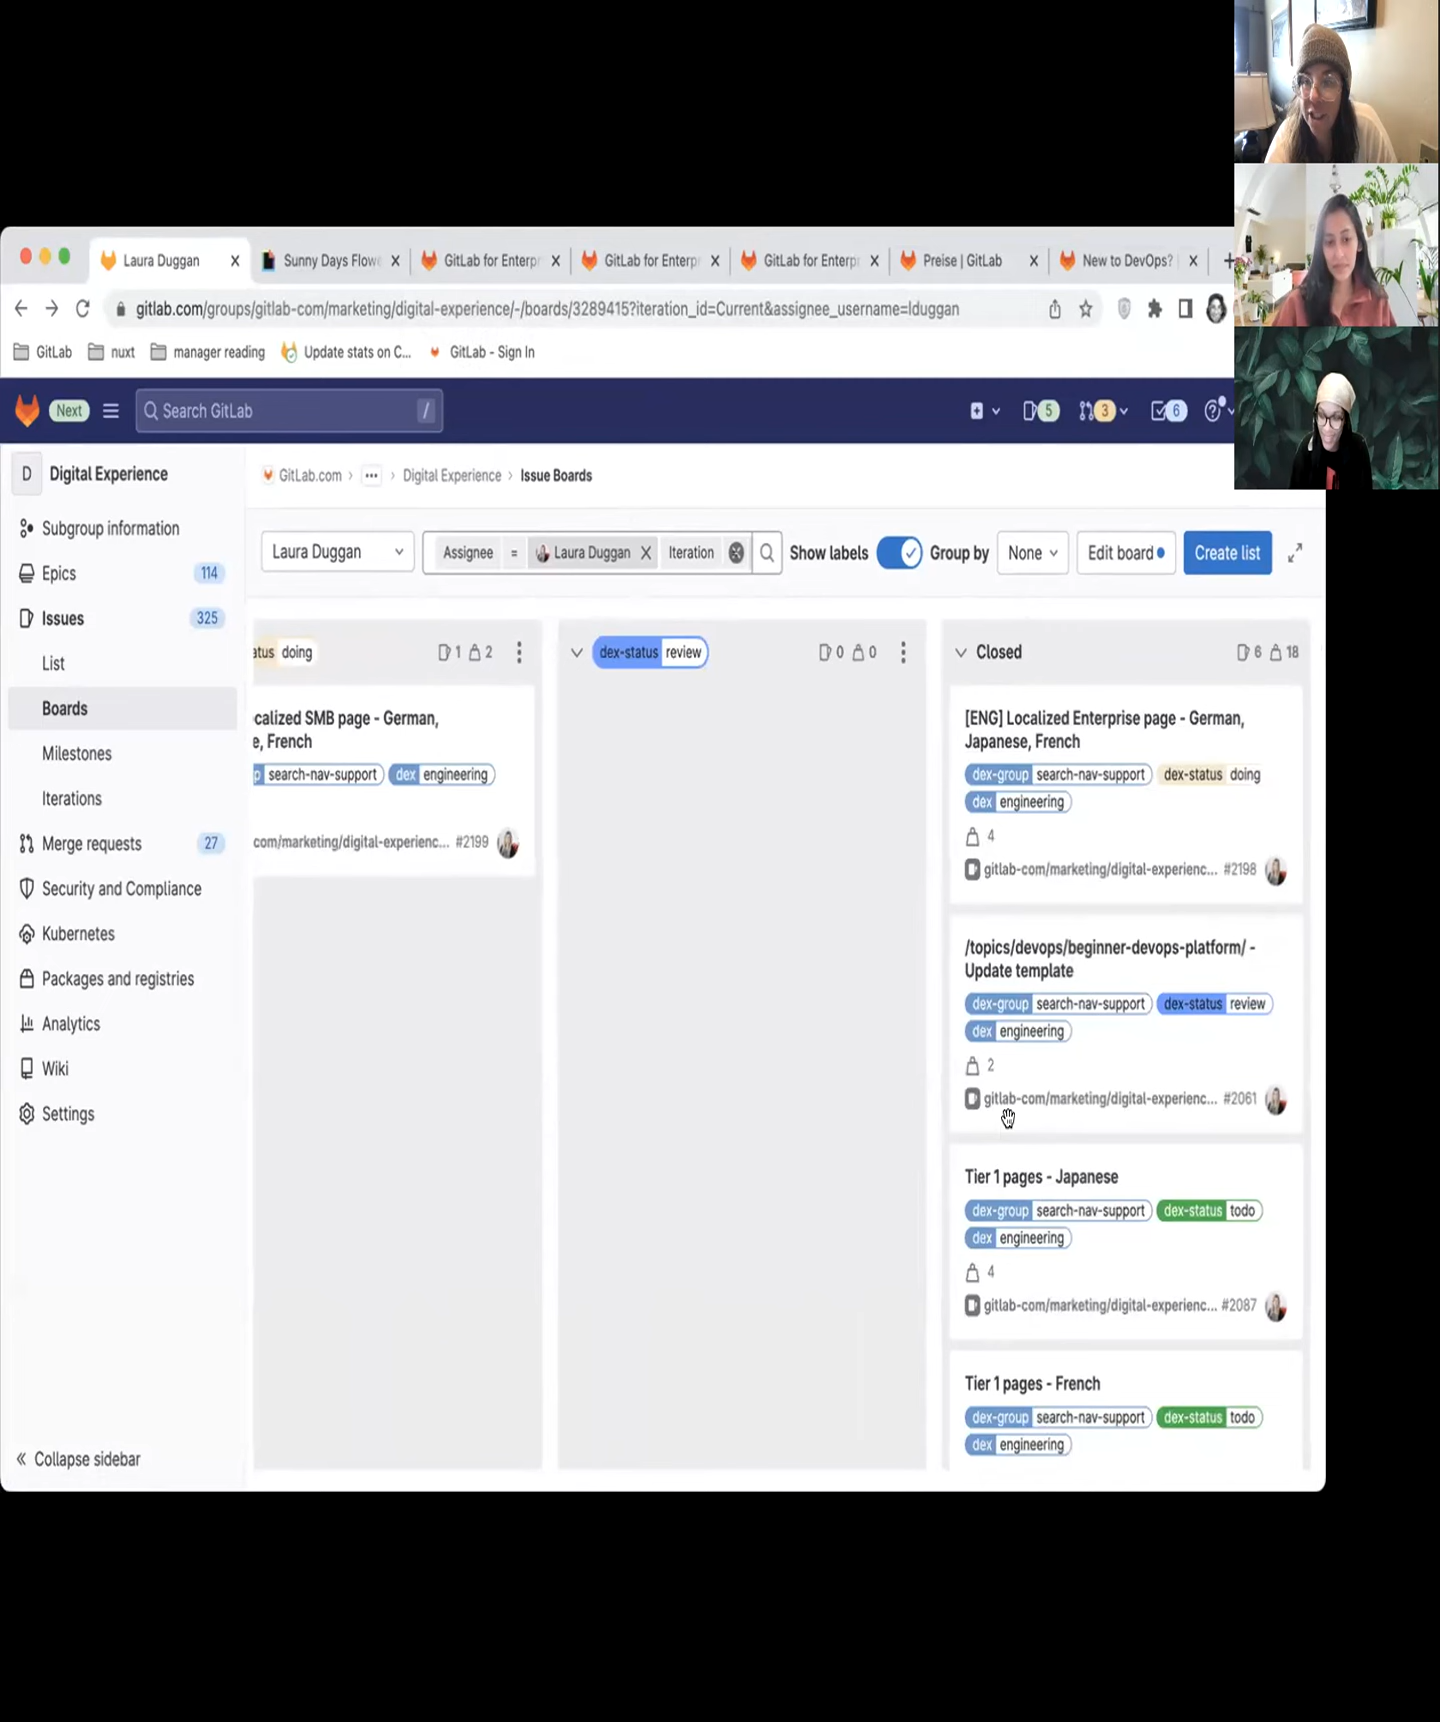 Laura Duggan
Sunny Days Flow
GitLab for Enterpr
GitLab for Enterpr
GitLab for Enterpr
Preise | GitLab
New to DevOps? |
gitlab.com/groups/gitlab-com/marketing/digital-experience/-/boards/3289415?iteration_id=Current&assignee_username=lduggan
GitLab
nuxt
manager reading
Update stats on C...
GitLab - Sign In
Next
Search GitLab
/
5
3
6
D Digital Experience
Subgroup information
Epics 114
Issues 325
List
Boards
Milestones
Iterations
Merge requests 27
Security and Compliance
Kubernetes
Packages and registries
Analytics
Wiki
Settings
« Collapse sidebar
GitLab.com › ... › Digital Experience › Issue Boards
Laura Duggan
Assignee = Laura Duggan Iteration
Show labels
Group by
None
Edit board
Create list
atus doing
1 2
calized SMB page - German,
e, French
p search-nav-support dex engineering
com/marketing/digital-experienc... #2199
dex-status review
0 0
Closed
6 18
[ENG] Localized Enterprise page - German,
Japanese, French
dex-group search-nav-support dex-status doing
dex engineering
4
gitlab-com/marketing/digital-experienc... #2198
/topics/devops/beginner-devops-platform/ -
Update template
dex-group search-nav-support dex-status review
dex engineering
2
gitlab-com/marketing/digital-experienc... #2061
Tier 1 pages - Japanese
dex-group search-nav-support dex-status todo
dex engineering
4
gitlab-com/marketing/digital-experienc... #2087
Tier 1 pages - French
dex-group search-nav-support dex-status todo
dex engineering